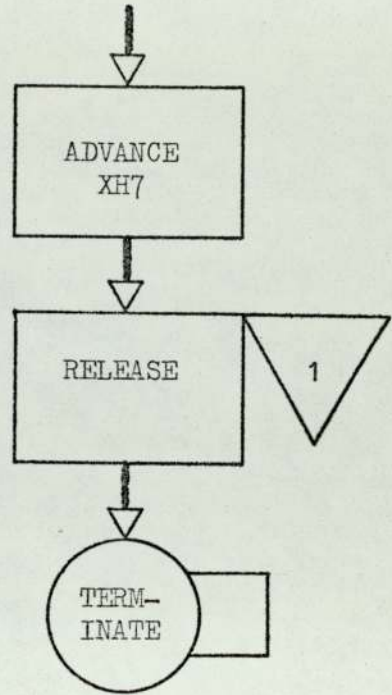 ADVANCE
XH7
RELEASE
1
TERM-
INATE